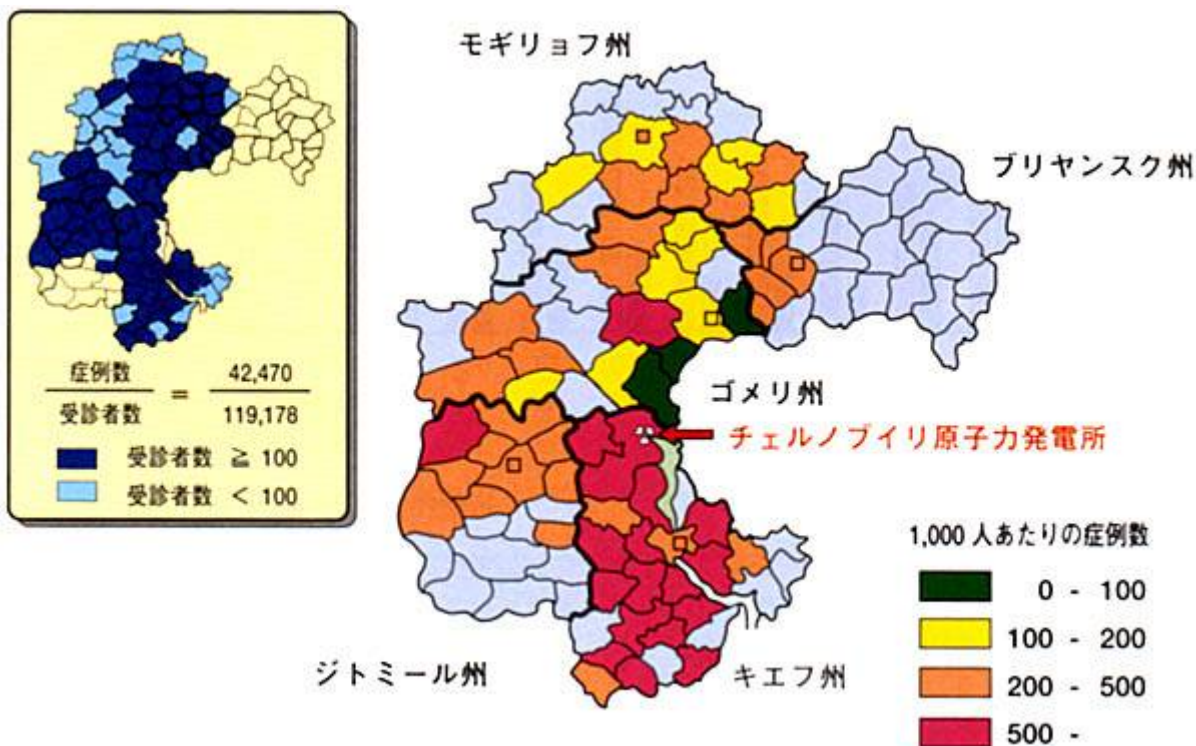 モギリョフ州
ブリヤンスク州
症例数 = 42,470
受診者数 119,178
受診者数 ≧ 100
受診者数 < 100
ゴメリ州
チェルノブイリ原子力発電所
1,000 人あたりの症例数
0 - 100
100 - 200
200 - 500
500 -
ジトミール州
キエフ州